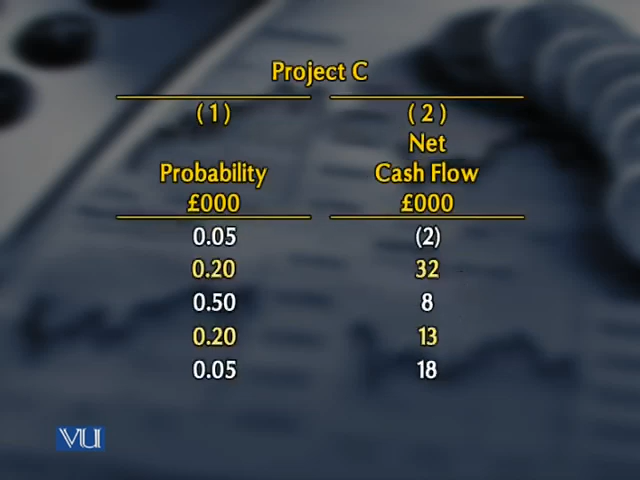 Project C
(1) (2)
Net
Probability Cash Flow
£000 £000
0.05 (2)
0.20 32
0.50 8
0.20 13
0.05 18
VU